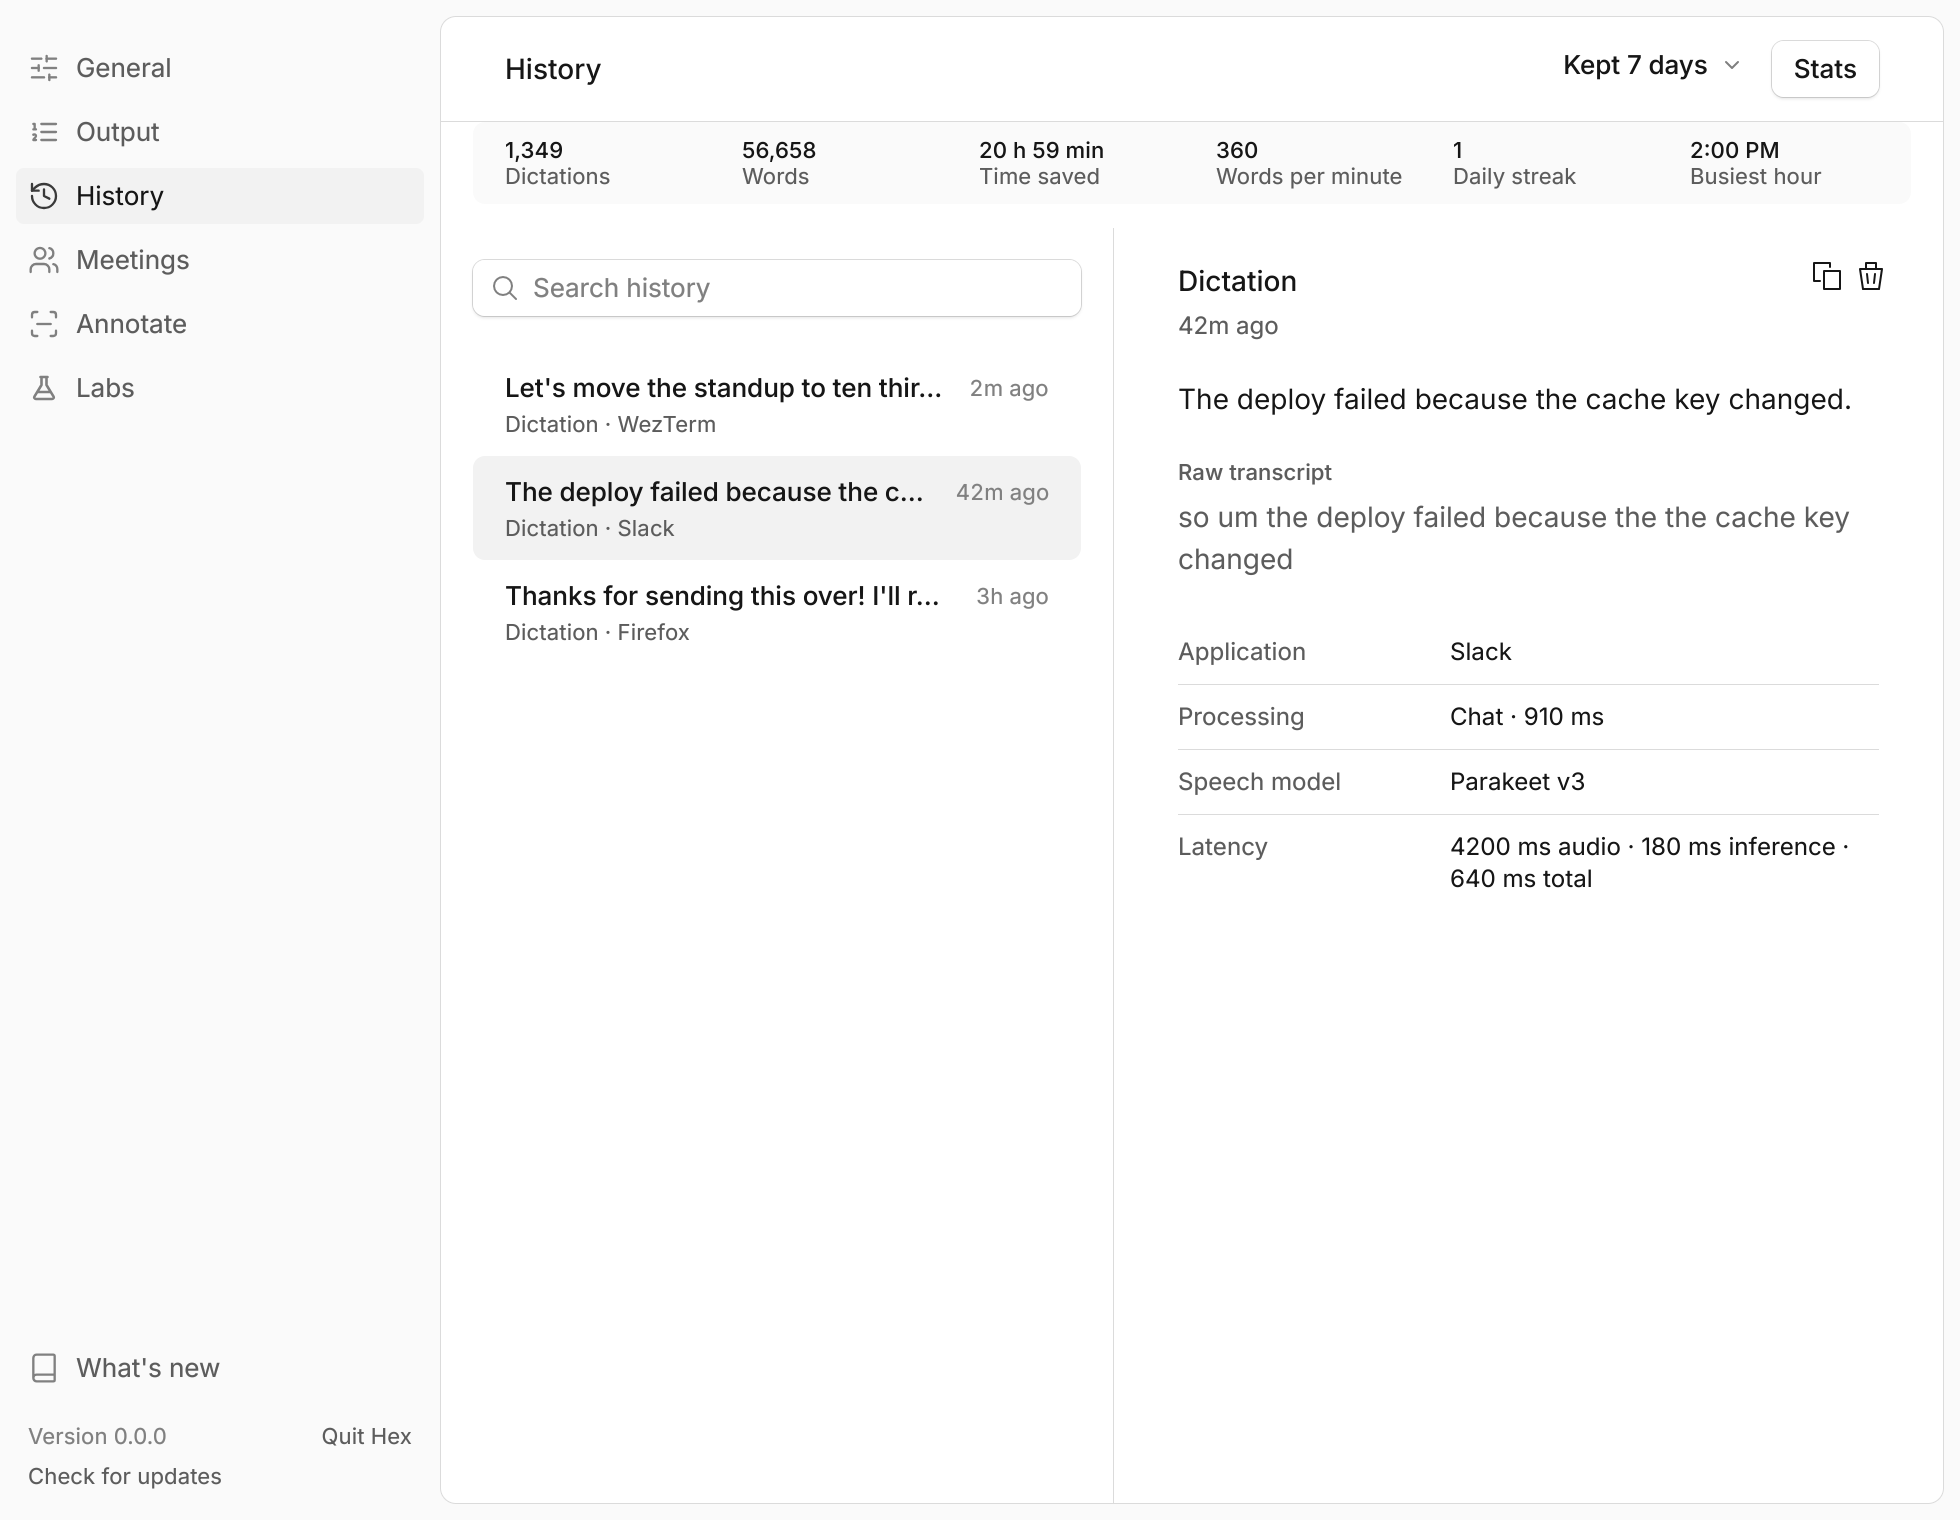 General
Output
History
Meetings
Annotate
Labs
What's new
Version 0.0.0
Quit Hex
Check for updates
History
Kept 7 days
Stats
1,349
Dictations
56,658
Words
20 h 59 min
Time saved
360
Words per minute
1
Daily streak
2:00 PM
Busiest hour
Search history
Let's move the standup to ten thir... 2m ago
Dictation · WezTerm
The deploy failed because the c... 42m ago
Dictation · Slack
Thanks for sending this over! I'll r... 3h ago
Dictation · Firefox
Dictation
42m ago
The deploy failed because the cache key changed.
Raw transcript
so um the deploy failed because the the cache key
changed
Application Slack
Processing Chat · 910 ms
Speech model Parakeet v3
Latency 4200 ms audio · 180 ms inference ·
640 ms total